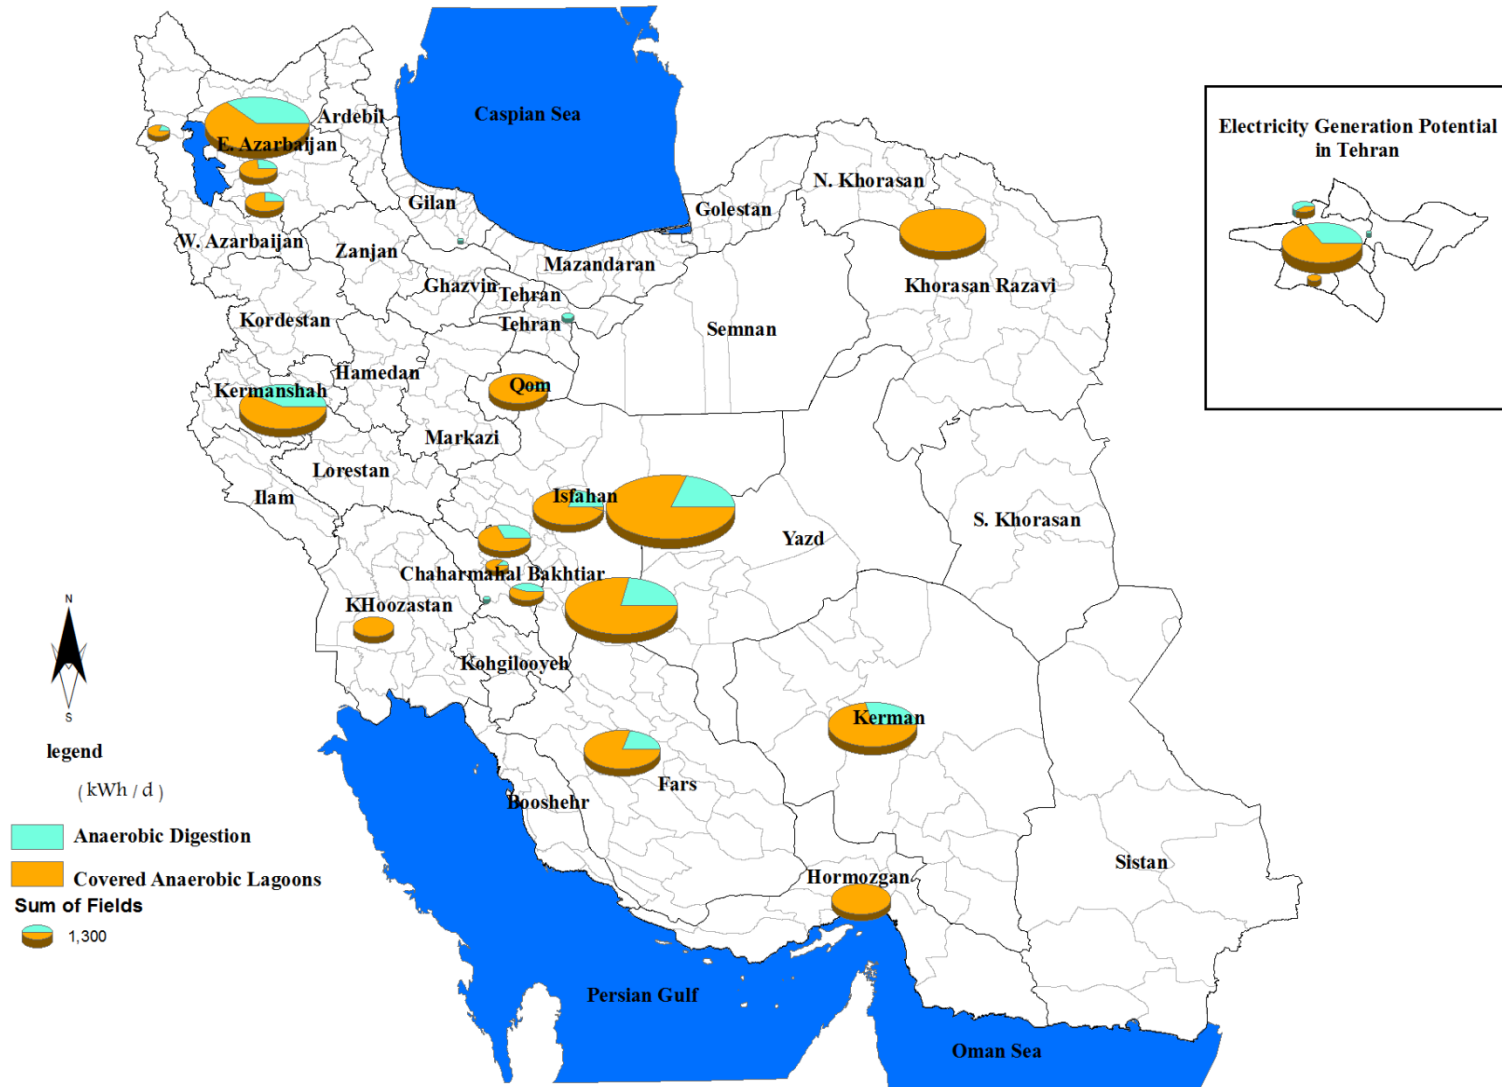 Caspian Sea
Electricity Generation Potential
in Tehran
Ardebil
E. Azarbaijan
N. Khorasan
Gilan
Golestan
W. Azarbaijan
Zanjan
Mazandaran
Ghazvin
Tehran
Khorasan Razavi
Kordestan
Tehran
Semnan
Hamedan
Kermanshah
Qom
Markazi
Lorestan
Ilam
Isfahan
S. Khorasan
Yazd
Chaharmahal Bakhtiar
KHoozastan
Kohgilooyeh
N
S
Kerman
legend
Fars
( kWh / d )
Booshehr
Anaerobic Digestion
Covered Anaerobic Lagoons
Sistan
Hormozgan
Sum of Fields
1,300
Persian Gulf
Oman Sea